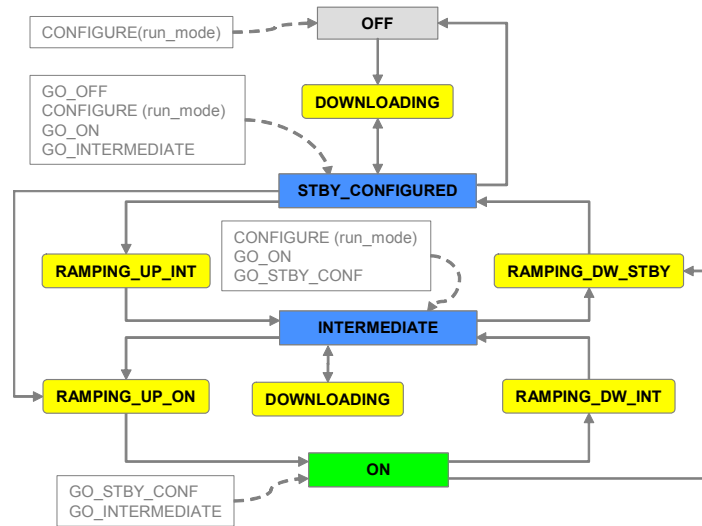 OFF
CONFIGURE(run_mode)
GO_OFF
CONFIGURE (run_mode)
GO_ON
GO_INTERMEDIATE
DOWNLOADING
STBY_CONFIGURED
CONFIGURE (run_mode)
GO_ON
GO_STBY_CONF
RAMPING_UP_INT
RAMPING_DW_STBY
INTERMEDIATE
RAMPING_UP_ON
DOWNLOADING
RAMPING_DW_INT
ON
GO_STBY_CONF
GO_INTERMEDIATE